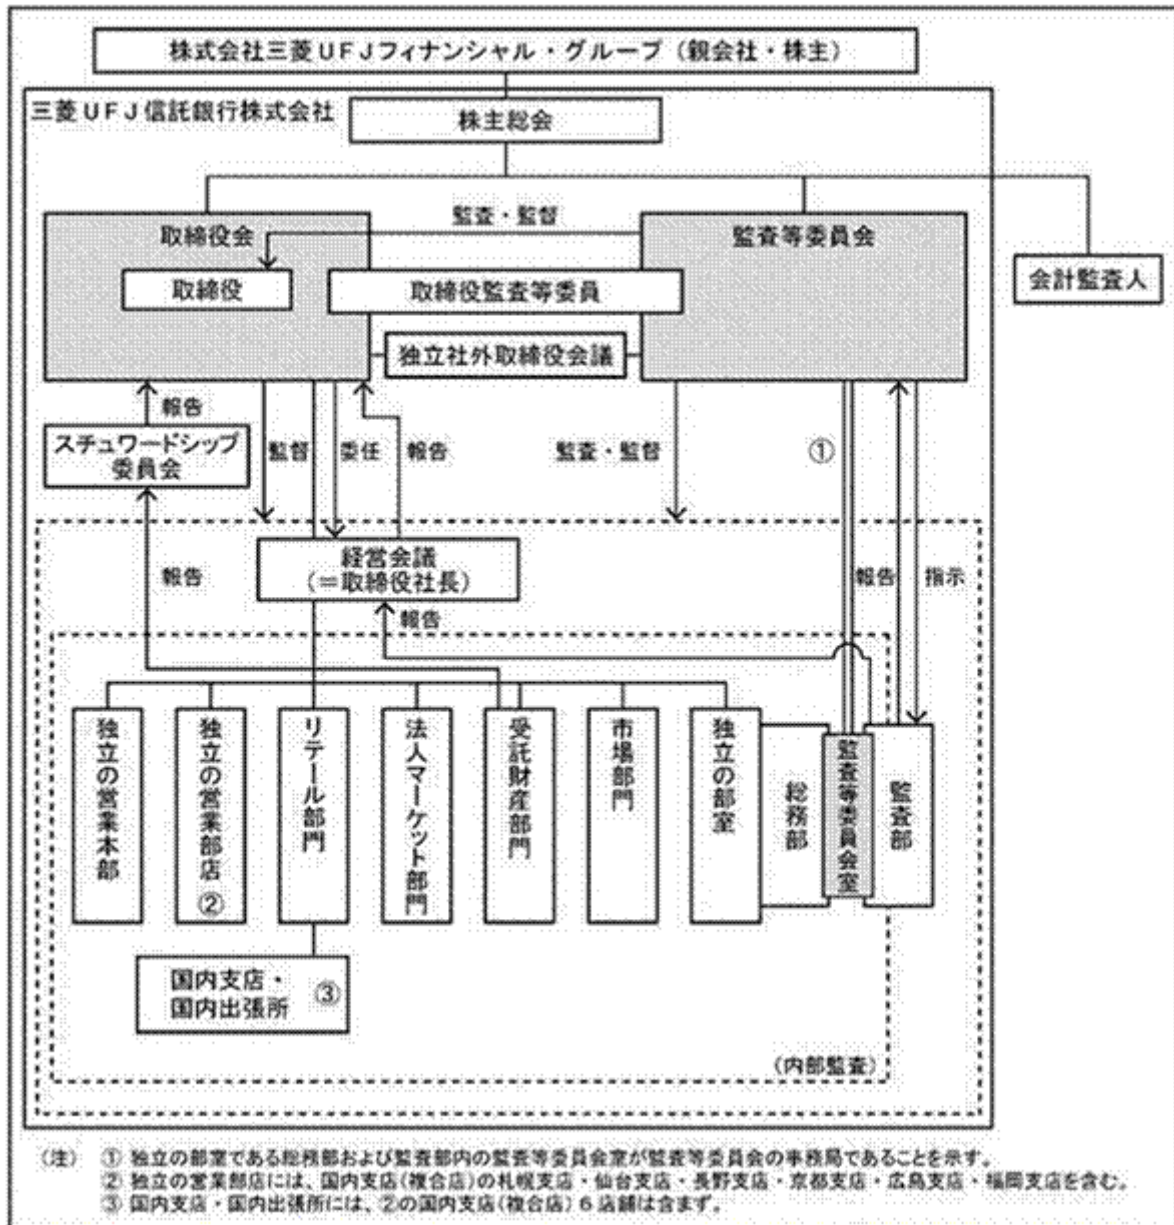 株式会社三菱UFJフィナンシャル・グループ(親会社・株主)
三菱UFJ信託銀行株式会社
株主総会
監査・監督
取締役会
監査等委員会
取締役
取締役監査等委員
会計監査人
独立社外取締役会議
報告
スチュワードシップ
委員会
監督
委任
報告
監査・監督
①
経営会議
(=取締役社長)
報告
報告
指示
報告
独立の営業本部
独立の営業部店②
リテール部門
法人マーケット部門
受託財産部門
市場部門
独立の部室
総務部
監査等委員会室
監査部
国内支店・
国内出張所
③
(内部監査)
(注) ① 独立の部室である総務部および監査部内の監査等委員会室が監査等委員会の事務局であることを示す。
② 独立の営業部店には、国内支店(複合店)の札幌支店・仙台支店・長野支店・京都支店・広島支店・福岡支店を含む。
③ 国内支店・国内出張所には、②の国内支店(複合店)6店舗は含まず。